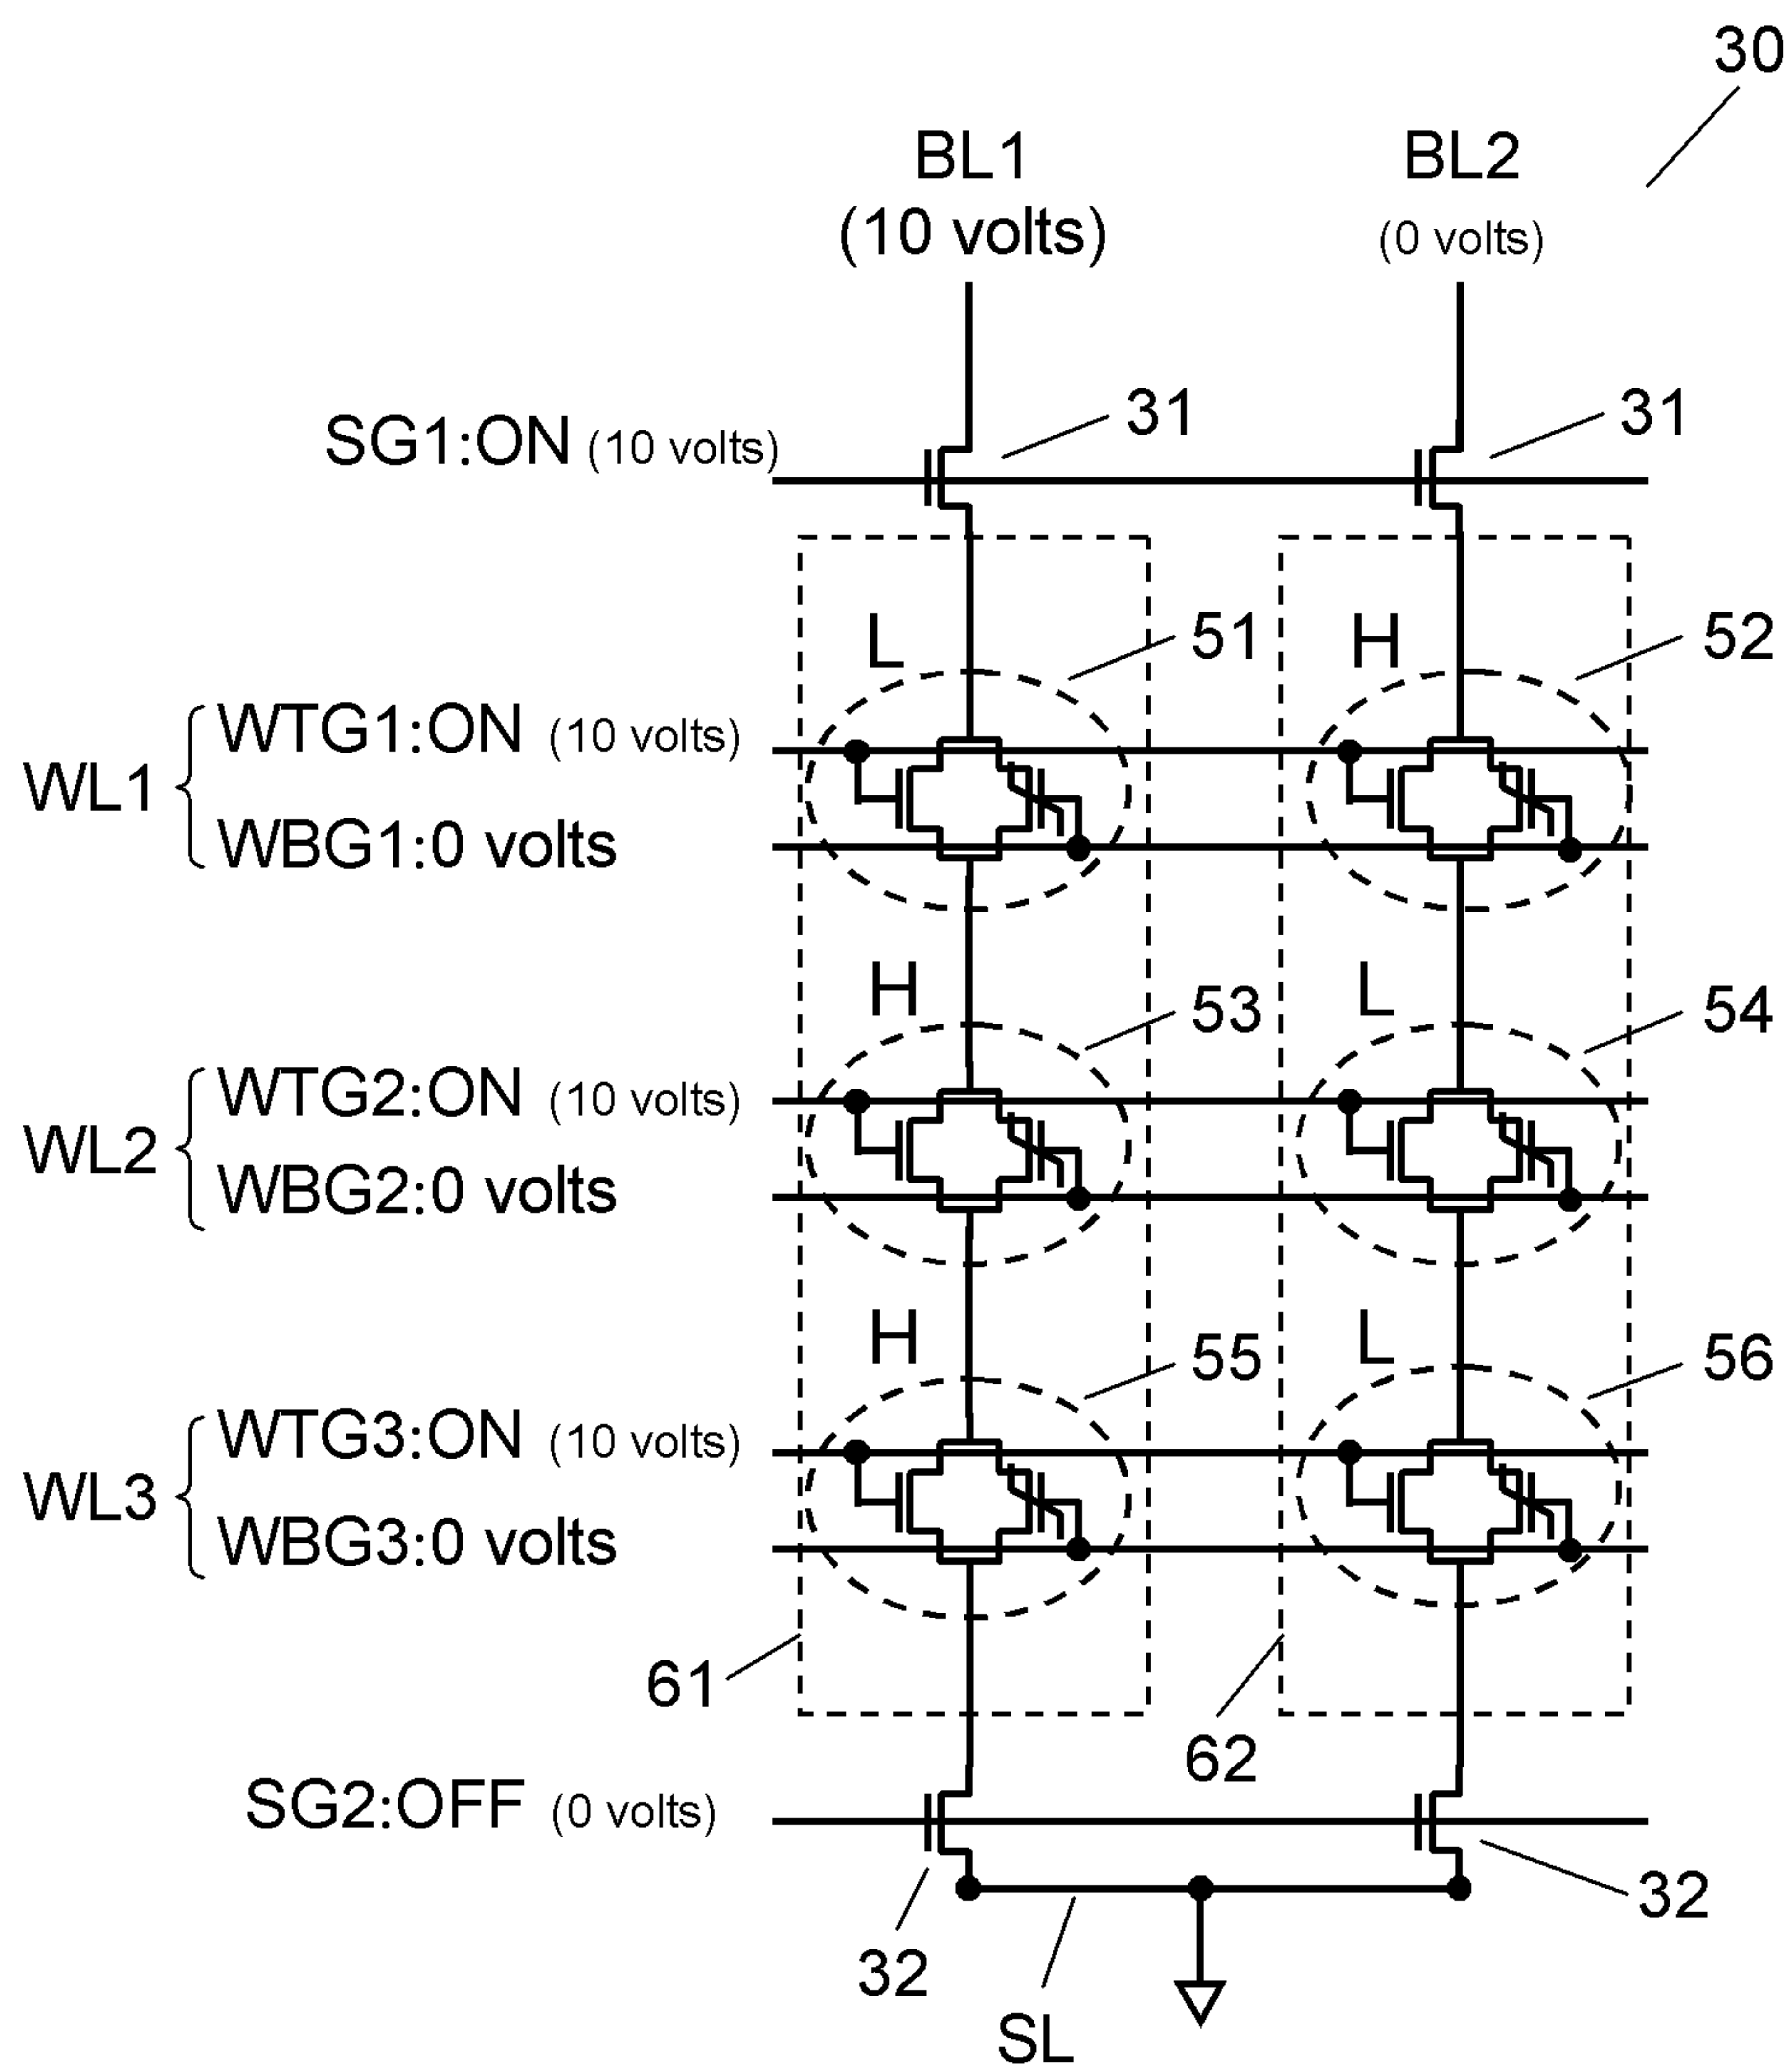 30
BL1 BL2
(10 volts) (0 volts)
SG1:ON (10 volts) 31 31
L 51 H 52
WTG1:ON (10 volts)
WL1
WBG1:0 volts
H 53 L 54
WTG2:ON (10 volts)
WL2
WBG2:0 volts
H 55 L 56
WTG3:ON (10 volts)
WL3
WBG3:0 volts
61 62
SG2:OFF (0 volts)
32 32
SL